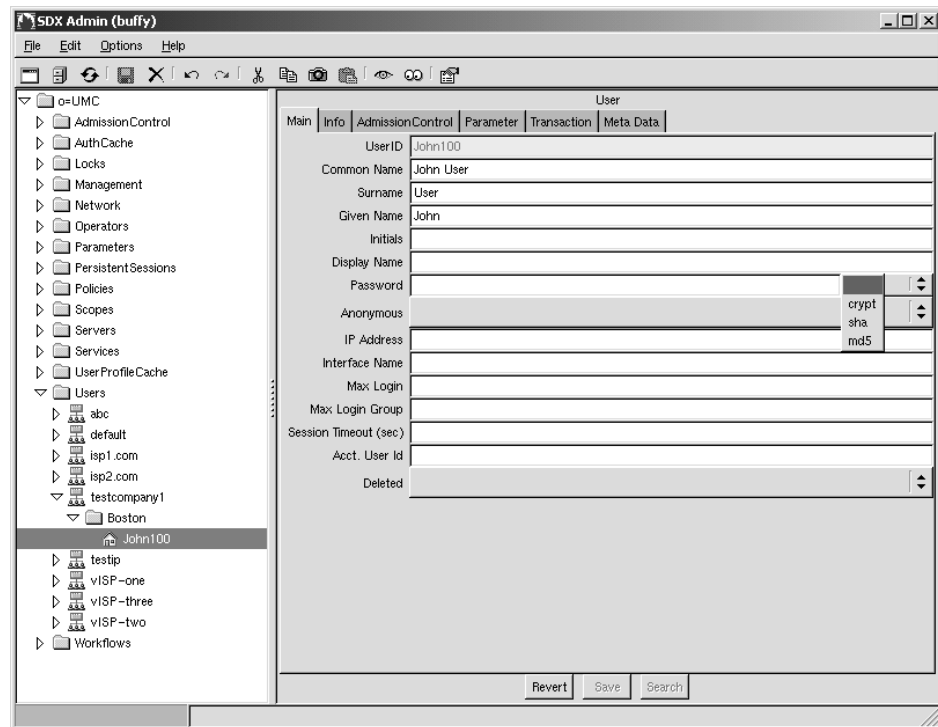 SDX Admin (buffy)
File Edit Options Help
o=UMC
AdmissionControl
AuthCache
Locks
Management
Network
Operators
Parameters
PersistentSessions
Policies
Scopes
Servers
Services
UserProfileCache
Users
abc
default
isp1.com
isp2.com
testcompany1
Boston
John100
testip
vISP-one
vISP-three
vISP-two
Workflows
User
Main Info AdmissionControl Parameter Transaction Meta Data
UserID John100
Common Name John User
Surname User
Given Name John
Initials
Display Name
Password
crypt
sha
md5
Anonymous
IP Address
Interface Name
Max Login
Max Login Group
Session Timeout (sec)
Acct. User Id
Deleted
Revert Save Search